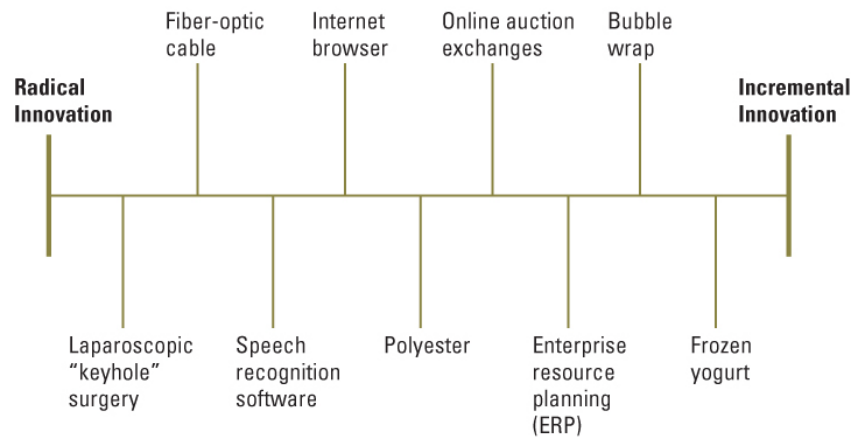 Fiber-optic
cable
Internet
browser
Online auction
exchanges
Bubble
wrap
Radical
Innovation
Incremental
Innovation
Laparoscopic
“keyhole”
surgery
Speech
recognition
software
Polyester
Enterprise
resource
planning
(ERP)
Frozen
yogurt